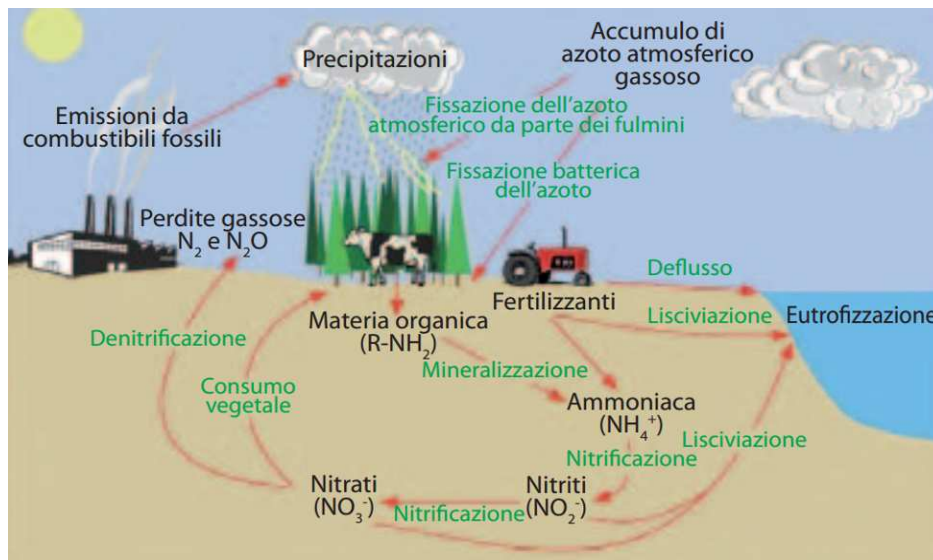 Accumulo di
azoto atmosferico
gassoso
Precipitazioni
Emissioni da
combustibili fossili
Fissazione dell'azoto
atmosferico da parte dei fulmini
Fissazione batterica
dell'azoto
Perdite gassose
N₂ e N₂O
Deflusso
Fertilizzanti
Materia organica
(R-NH₂)
Lisciviazione
Eutrofizzazione
Denitrificazione
Mineralizzazione
Consumo
vegetale
Ammoniaca
(NH₄⁺)
Lisciviazione
Nitrificazione
Nitrati
(NO₃⁻)
Nitrificazione
Nitriti
(NO₂⁻)